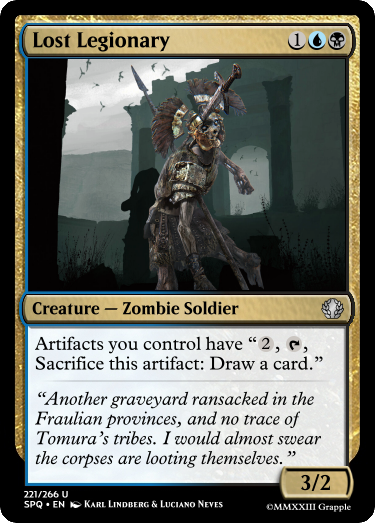 Lost Legionary 1
Creature — Zombie Soldier
Artifacts you control have “2, ,
Sacrifice this artifact: Draw a card.”
“Another graveyard ransacked in the
Fraulian provinces, and no trace of
Tomura’s tribes. I would almost swear
the corpses are looting themselves.”
3/2
221/266 U
SPQ • EN Karl Lindberg & Luciano Neves
©MMXXIII Grapple